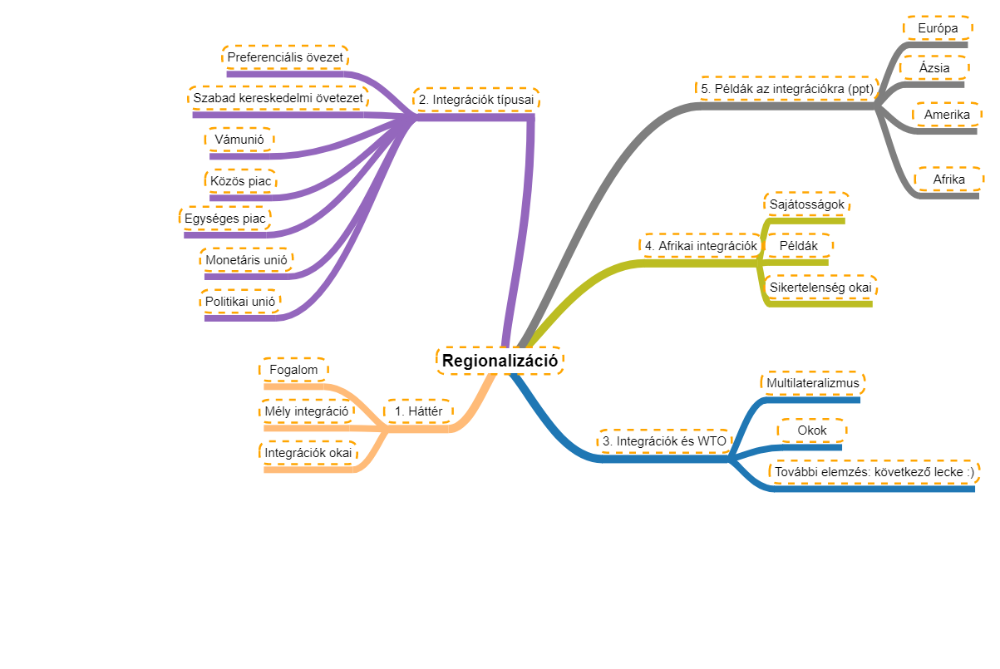 Regionalizáció
1. Háttér
Fogalom
Mély integráció
Integrációk okai
2. Integrációk típusai
Preferenciális övezet
Szabad kereskedelmi övetezet
Vámunió
Közös piac
Egységes piac
Monetáris unió
Politikai unió
3. Integrációk és WTO
Multilateralizmus
Okok
További elemzés: következő lecke :)
4. Afrikai integrációk
Sajátosságok
Példák
Sikertelenség okai
5. Példák az integrációkra (ppt)
Európa
Ázsia
Amerika
Afrika